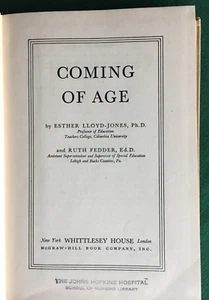 COMING
OF AGE
by ESTHER LLOYD-JONES, Ph.D.
Professor of Education
Teachers College, Columbia University
and RUTH FEDDER, Ed.D.
Assistant Superintendent and Supervisor of Special Education
Lehigh and Bucks Counties, Pa.
New York WHITTLESEY HOUSE London
McGRAW-HILL BOOK COMPANY, INC.
THE JOHNS HOPKINS HOSPITAL
SCHOOL OF NURSING LIBRARY